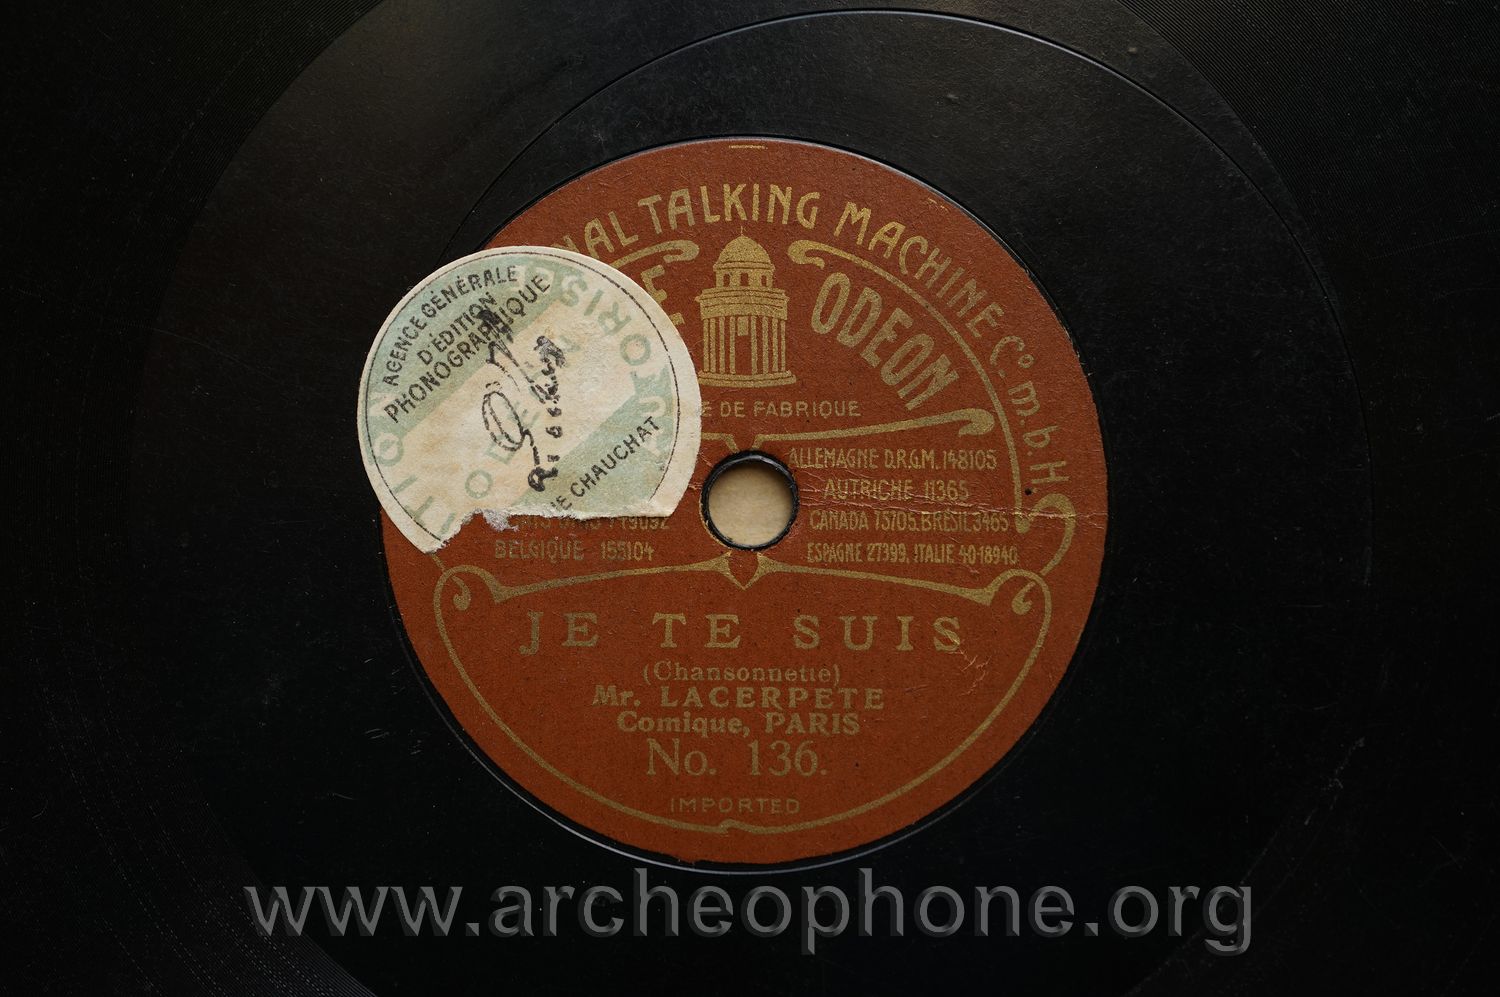 NAL TALKING MACHINE Co. m. b. H.
ODEON
E DE FABRIQUE
AGENCE GÉNÉRALE
D'ÉDITION
PHONOGRAPHIQUE
CHAUCHAT
ALLEMAGNE D.R.G.M. 148105
AUTRICHE 11365
CANADA 75705, BRÉSIL 3465
BELGIQUE 155104
ESPAGNE 27399, ITALIE 40-18940
JE TE SUIS
(Chansonnette)
Mr. LACERPETE
Comique, PARIS
No. 136.
IMPORTED
www.archeophone.org